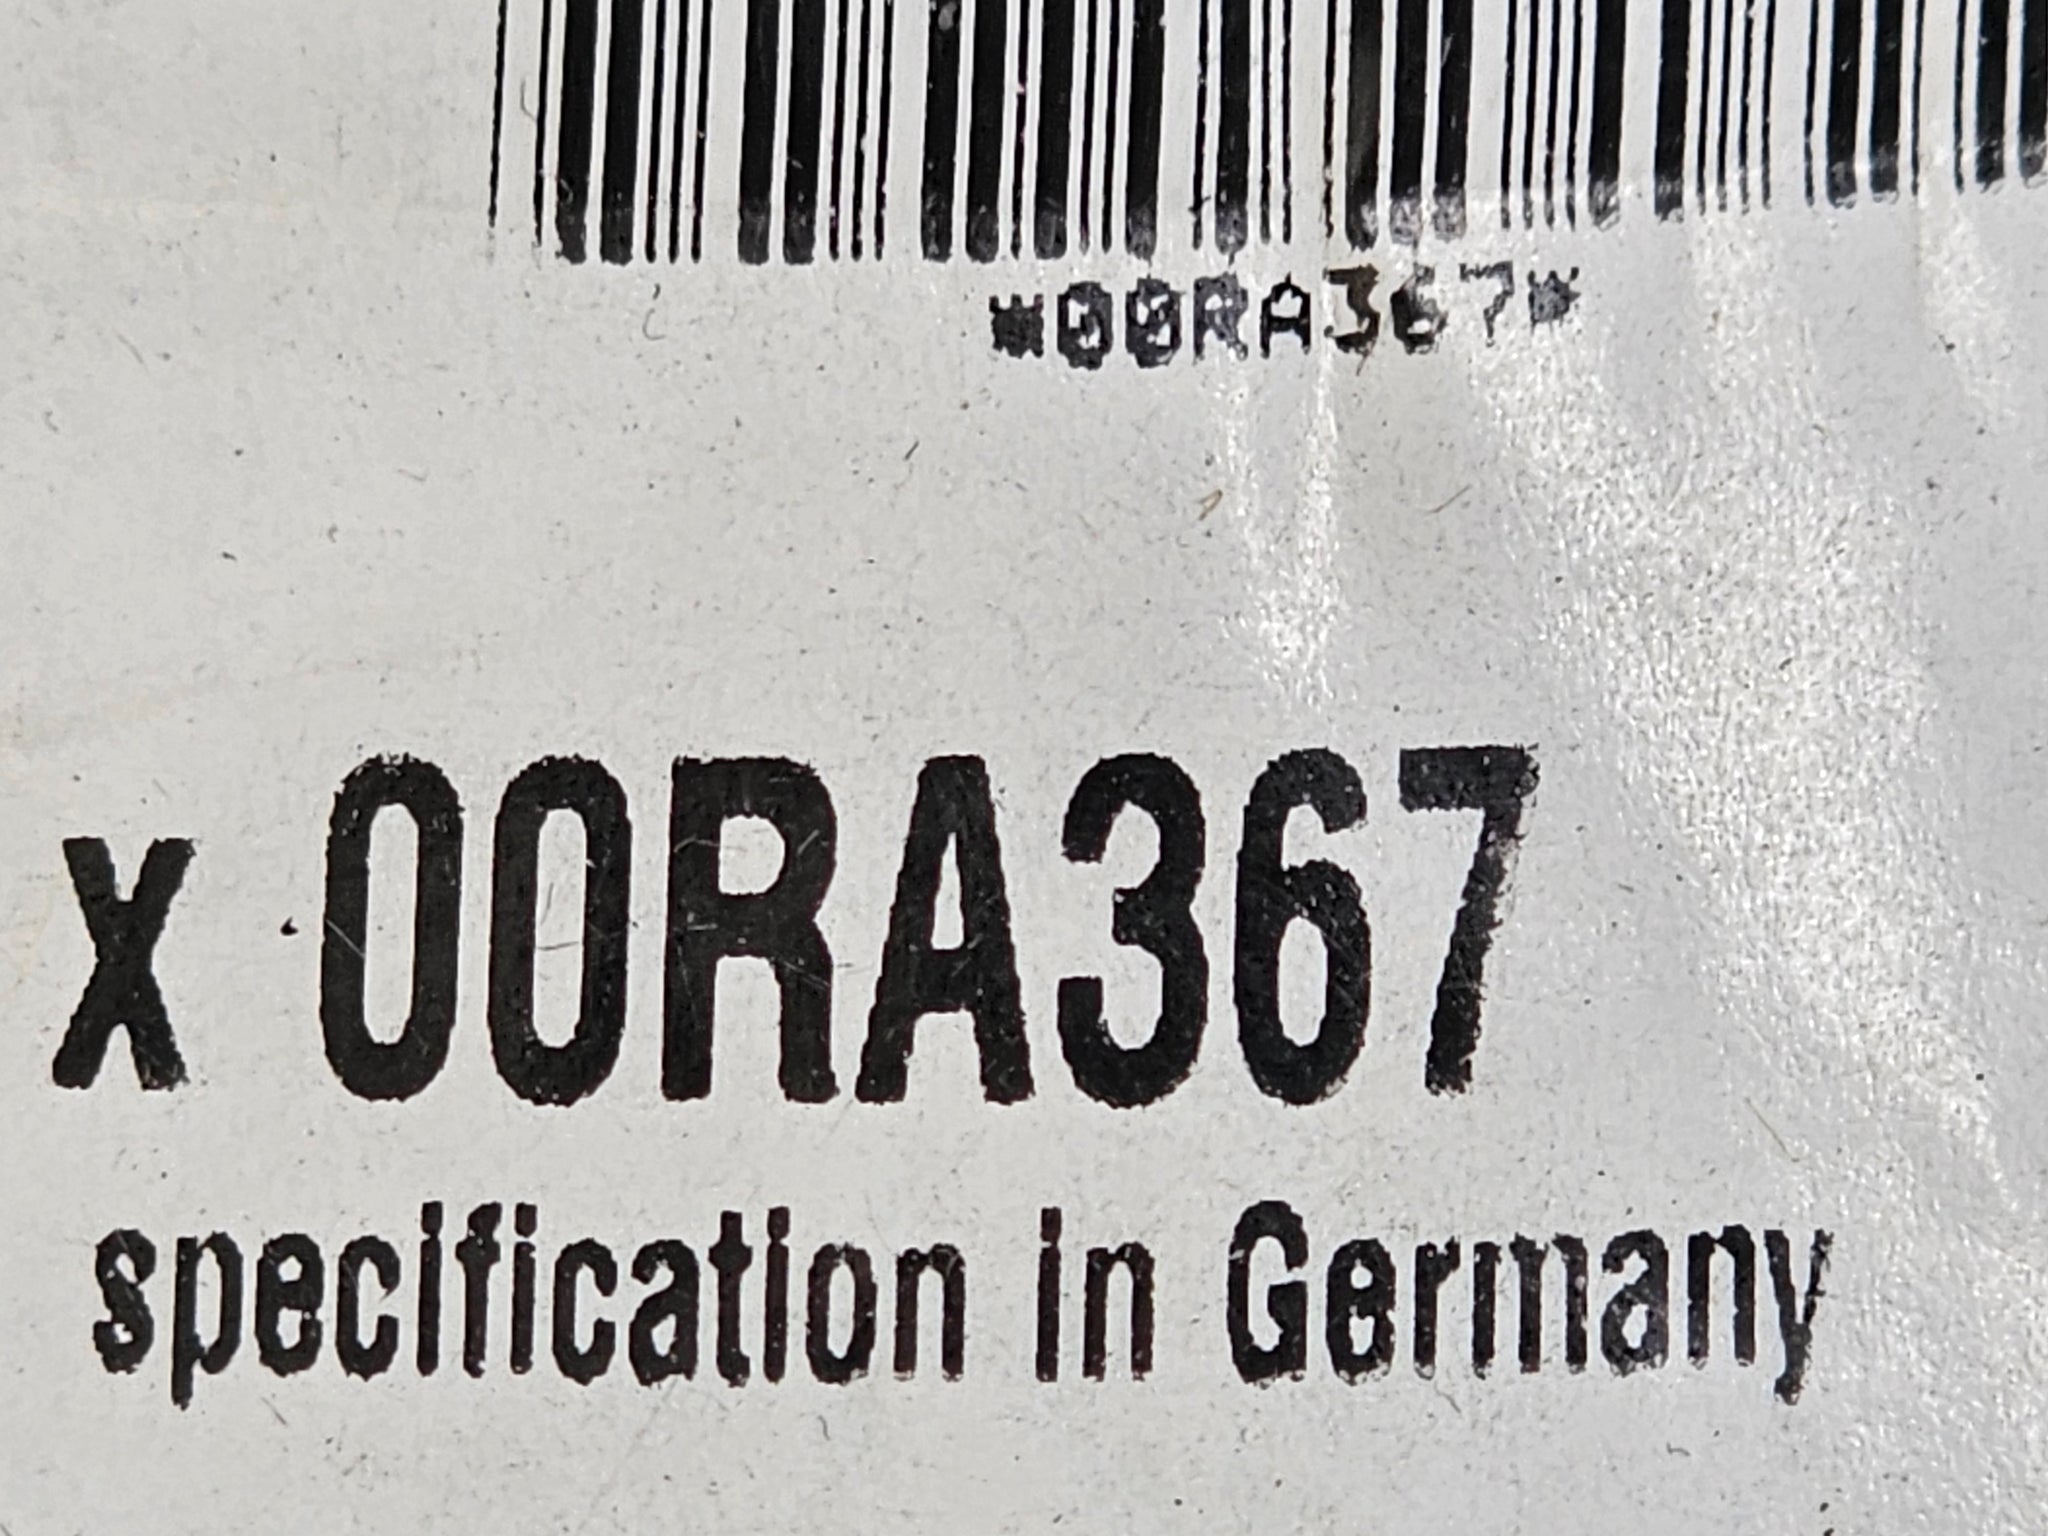 *00RA367*
x 00RA367
specification in Germany